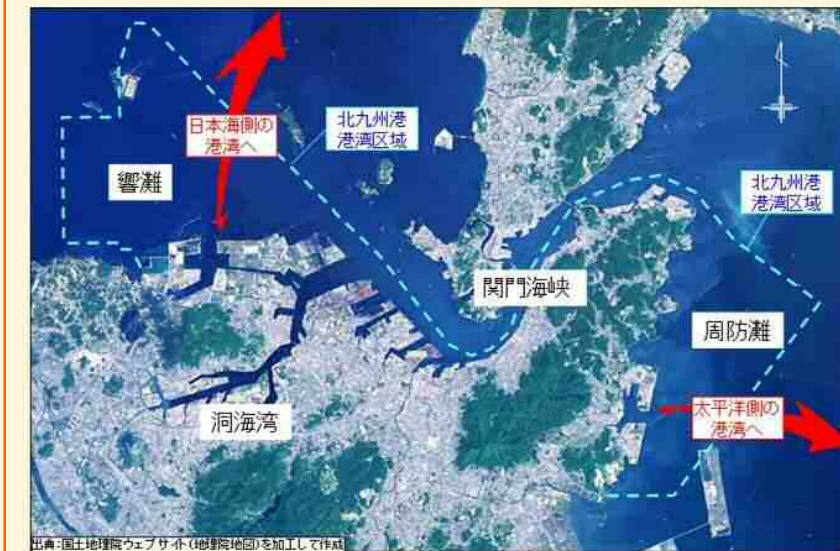 日本海側の
港湾へ
北九州港
港湾区域
響灘
北九州港
港湾区域
関門海峡
周防灘
洞海湾
太平洋側の
港湾へ
出典：国土地理院ウェブサイト（地理院地図）を加工して作成